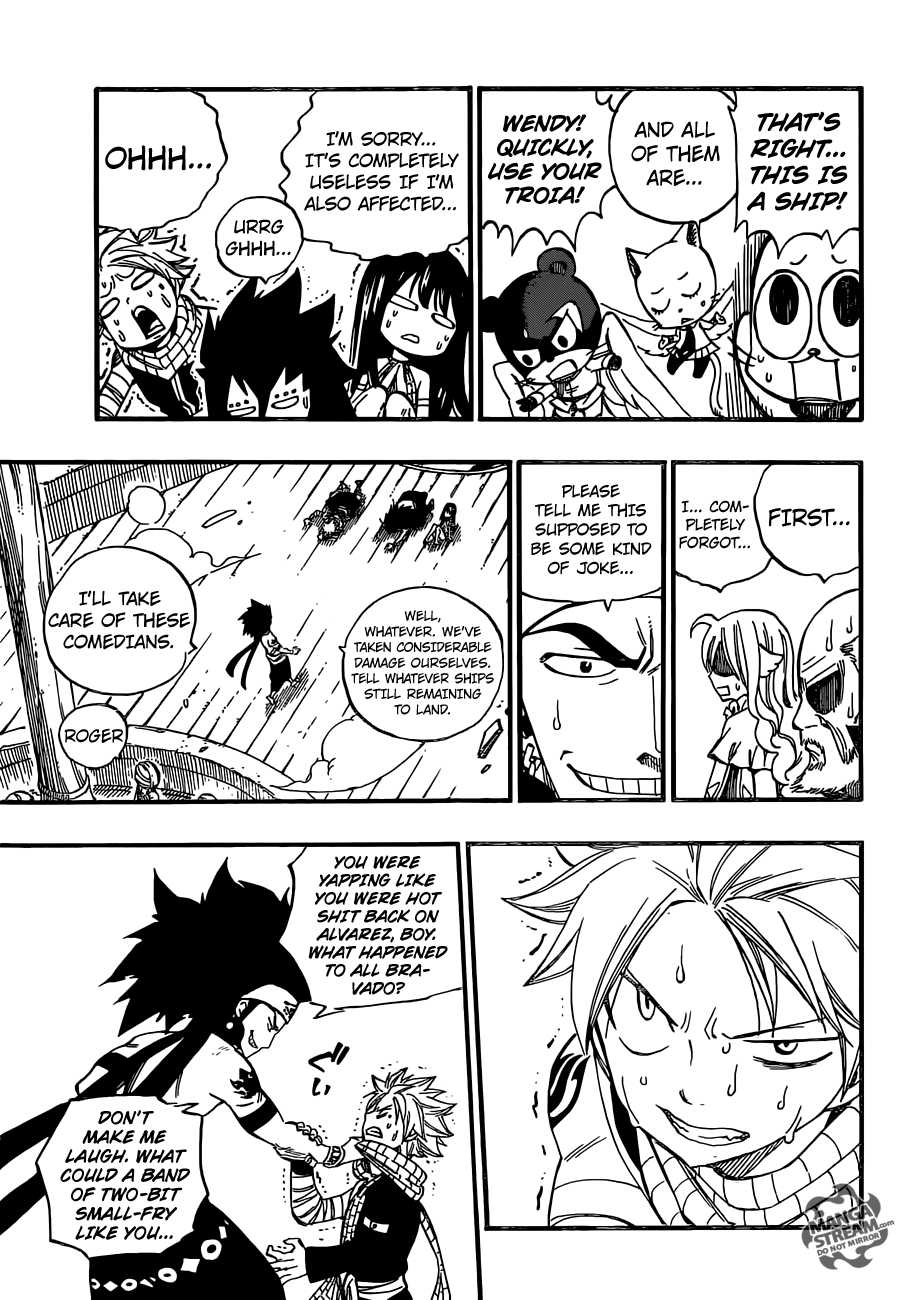 THAT'S
RIGHT...
THIS IS
A SHIP!
AND ALL
OF THEM
ARE...
WENDY!
QUICKLY,
USE YOUR
TROIA!
I'M SORRY...
IT'S COMPLETELY
USELESS IF I'M
ALSO AFFECTED...
URRG
GHHH...
OHHH...
FIRST...
I... COM-
PLETELY
FORGOT...
PLEASE
TELL ME THIS
SUPPOSED TO
BE SOME KIND
OF JOKE...
WELL,
WHATEVER. WE'VE
TAKEN CONSIDERABLE
DAMAGE OURSELVES.
TELL WHATEVER SHIPS
STILL REMAINING
TO LAND.
I'LL TAKE
CARE OF THESE
COMEDIANS.
ROGER
YOU WERE
YAPPING LIKE
YOU WERE HOT
SHIT BACK ON
ALVAREZ, BOY.
WHAT HAPPENED
TO ALL BRA-
VADO?
ぐい
DON'T
MAKE ME
LAUGH. WHAT
COULD A BAND
OF TWO-BIT
SMALL-FRY
LIKE YOU...
MANGA
STREAM.COM
DO NOT MIRROR